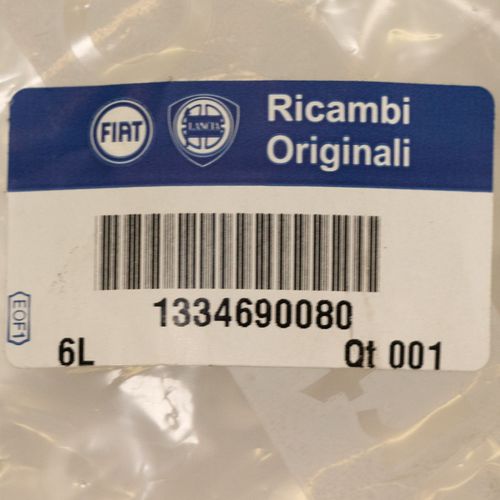 FIAT
LANCIA
Ricambi
Originali
1334690080
EOF1
6L
Qt 001